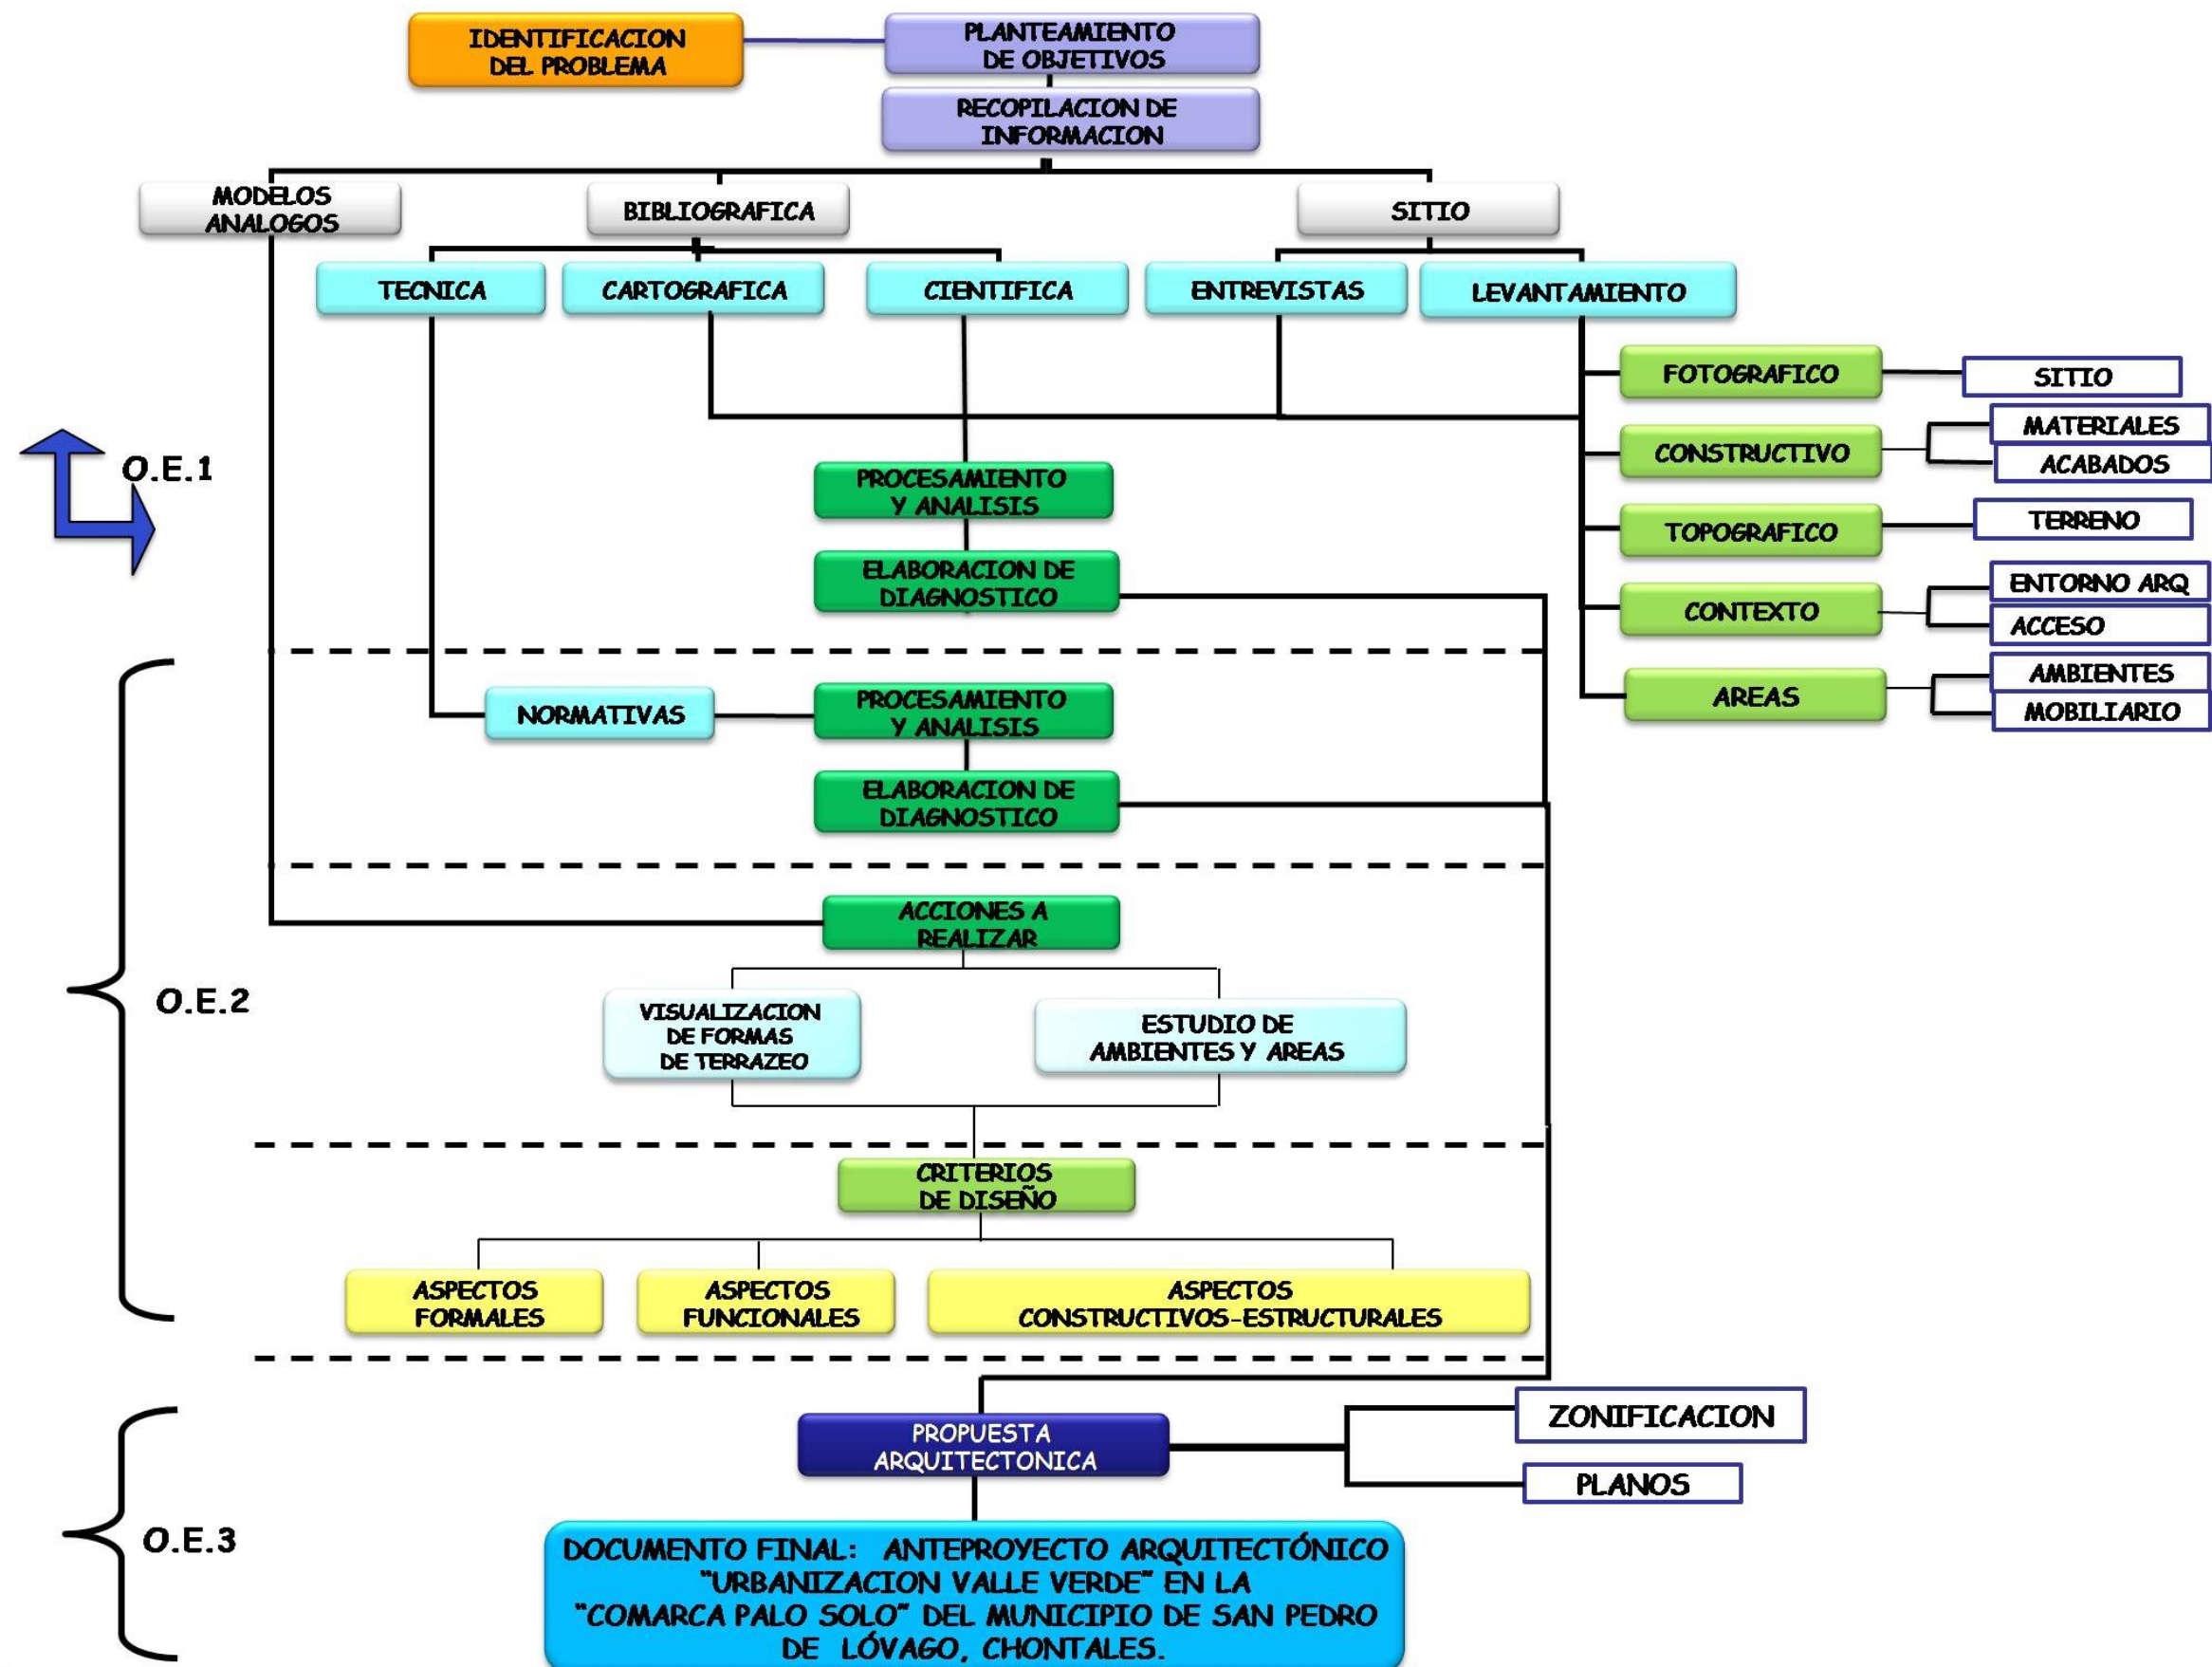 IDENTIFICACION
DEL PROBLEMA
PLANTEAMIENTO
DE OBJETIVOS
RECOPILACION DE
INFORMACION
MODELOS
ANALOGOS
BIBLIOGRAFICA
SITIO
TECNICA
CARTOGRAFICA
CIENTIFICA
ENTREVISTAS
LEVANTAMIENTO
FOTOGRAFICO
SITIO
CONSTRUCTIVO
MATERIALES
ACABADOS
TOPOGRAFICO
TERRENO
CONTEXTO
ENTORNO ARQ
ACCESO
AREAS
AMBIENTES
MOBILIARIO
O.E.1
PROCESAMIENTO
Y ANALISIS
ELABORACION DE
DIAGNOSTICO
NORMATIVAS
PROCESAMIENTO
Y ANALISIS
ELABORACION DE
DIAGNOSTICO
O.E.2
ACCIONES A
REALIZAR
VISUALIZACION
DE FORMAS
DE TERRAZEO
ESTUDIO DE
AMBIENTES Y AREAS
CRITERIOS
DE DISEÑO
ASPECTOS
FORMALES
ASPECTOS
FUNCIONALES
ASPECTOS
CONSTRUCTIVOS-ESTRUCTURALES
O.E.3
PROPUESTA
ARQUITECTONICA
ZONIFICACION
PLANOS
DOCUMENTO FINAL: ANTEPROYECTO ARQUITECTÓNICO
"URBANIZACION VALLE VERDE" EN LA
"COMARCA PALO SOLO" DEL MUNICIPIO DE SAN PEDRO
DE LÓVAGO, CHONTALES.